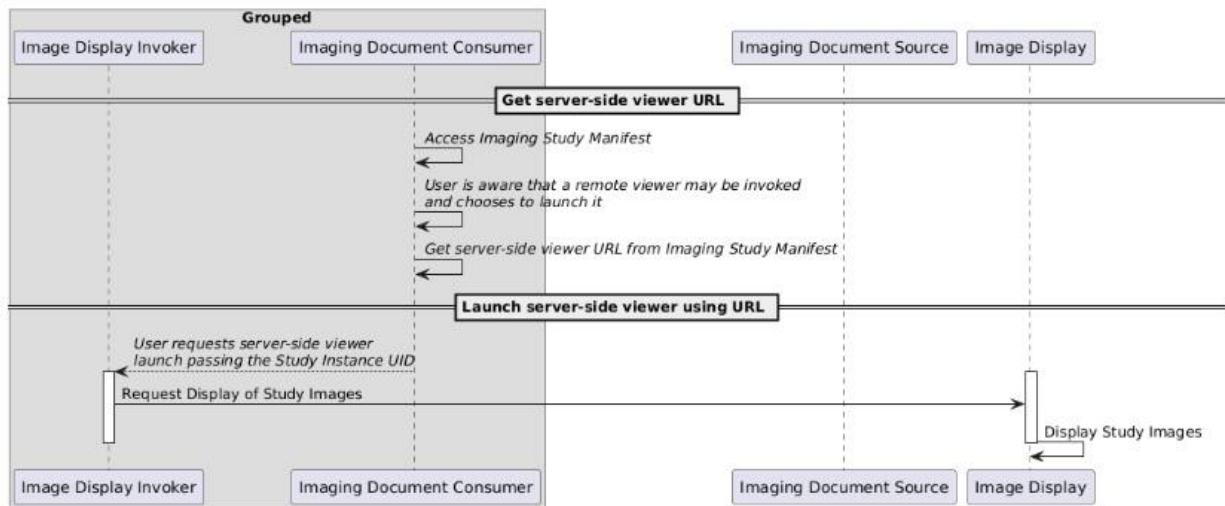 Grouped
Image Display Invoker
Imaging Document Consumer
Imaging Document Source
Image Display
Get server-side viewer URL
Access Imaging Study Manifest
User is aware that a remote viewer may be invoked
and chooses to launch it
Get server-side viewer URL from Imaging Study Manifest
Launch server-side viewer using URL
User requests server-side viewer
launch passing the Study Instance UID
Request Display of Study Images
Display Study Images
Image Display Invoker
Imaging Document Consumer
Imaging Document Source
Image Display